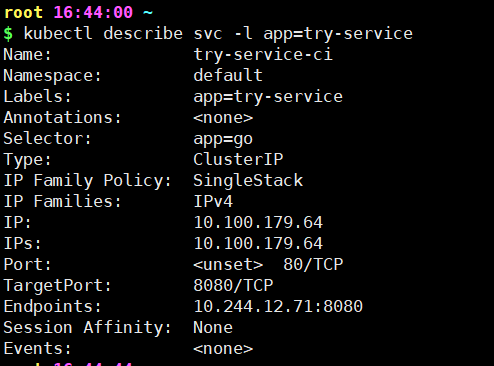 root 16:44:00 ~
$ kubectl describe svc -l app=try-service
Name: try-service-ci
Namespace: default
Labels: app=try-service
Annotations: <none>
Selector: app=go
Type: ClusterIP
IP Family Policy: SingleStack
IP Families: IPv4
IP: 10.100.179.64
IPs: 10.100.179.64
Port: <unset> 80/TCP
TargetPort: 8080/TCP
Endpoints: 10.244.12.71:8080
Session Affinity: None
Events: <none>